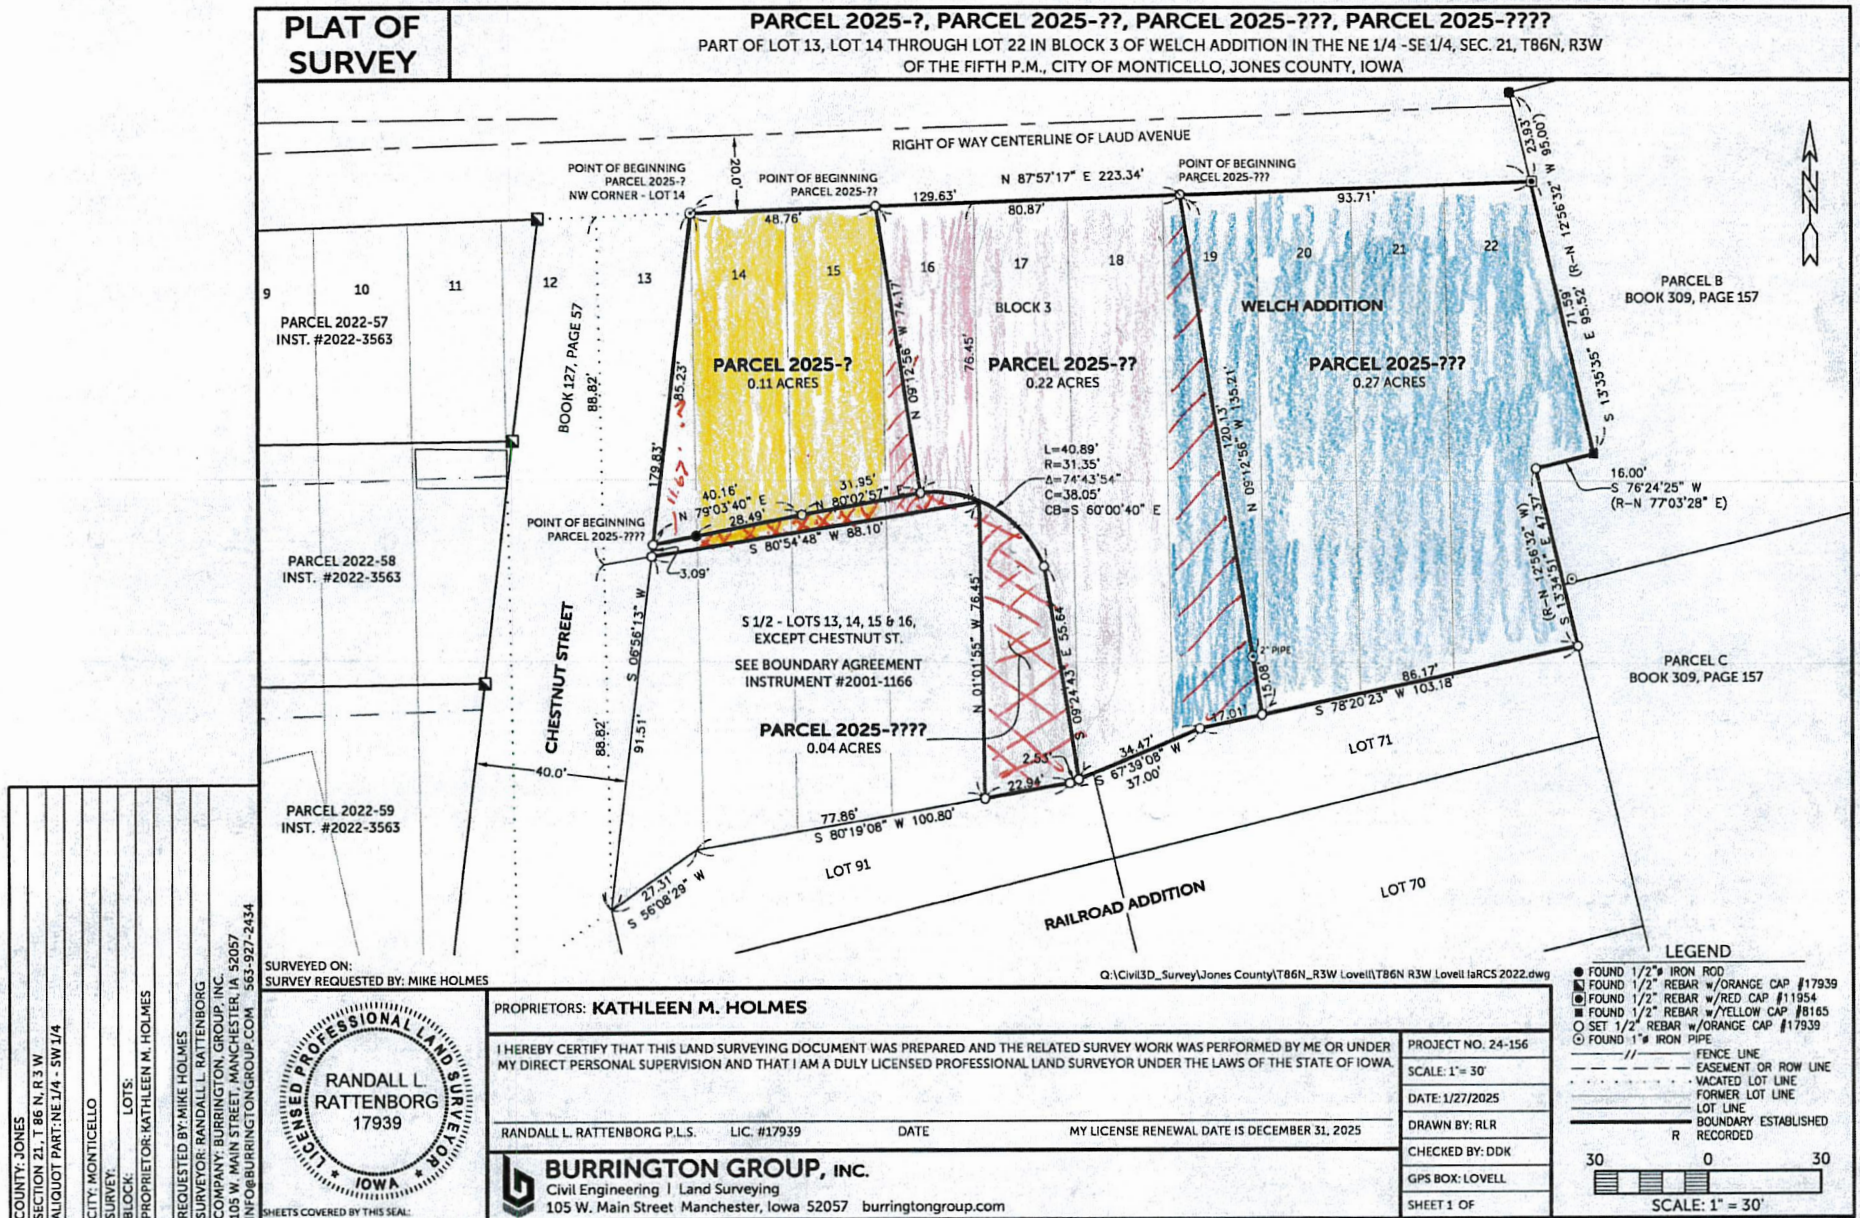 PLAT OF
SURVEY
PARCEL 2025-?, PARCEL 2025-??, PARCEL 2025-???, PARCEL 2025-????
PART OF LOT 13, LOT 14 THROUGH LOT 22 IN BLOCK 3 OF WELCH ADDITION IN THE NE 1/4 -SE 1/4, SEC. 21, T86N, R3W
OF THE FIFTH P.M., CITY OF MONTICELLO, JONES COUNTY, IOWA
RIGHT OF WAY CENTERLINE OF LAUD AVENUE
20.0'
POINT OF BEGINNING
PARCEL 2025-?
NW CORNER - LOT 14
POINT OF BEGINNING
PARCEL 2025-??
N 87°57'17" E 223.34'
POINT OF BEGINNING
PARCEL 2025-???
48.76'
129.63'
80.87'
93.71'
23.93'
(R-N 12°56'32" W 95.00')
71.59'
S 13°35'35" E 95.52'
9
10
11
12
13
14
15
16
17
18
19
20
21
22
PARCEL 2022-57
INST. #2022-3563
BOOK 127, PAGE 57
88.82'
85.23'
179.83'
N 09°12'56" W 74.17'
BLOCK 3
76.45'
WELCH ADDITION
PARCEL B
BOOK 309, PAGE 157
PARCEL 2025-?
0.11 ACRES
PARCEL 2025-??
0.22 ACRES
PARCEL 2025-???
0.27 ACRES
120.13'
N 09°12'56" W 135.21'
L=40.89'
R=31.35'
Δ=74°43'54"
C=38.05'
CB=S 60°00'40" E
16.00'
S 76°24'25" W
(R-N 77°03'28" E)
11.67
40.16'
N 79°03'40" E
28.49'
31.95'
N 80°02'57" E
S 80°54'48" W 88.10'
POINT OF BEGINNING
PARCEL 2025-????
3.09'
(R-N 12°56'32" W)
S 13°34'51" E 47.37'
PARCEL 2022-58
INST. #2022-3563
CHESTNUT STREET
S 06°56'13" W
91.51'
88.82'
40.0'
S 1/2 - LOTS 13, 14, 15 & 16,
EXCEPT CHESTNUT ST.
SEE BOUNDARY AGREEMENT
INSTRUMENT #2001-1166
N 01°01'55" W 76.45'
S 09°24'43" E 55.64'
2" PIPE
15.08'
PARCEL 2025-????
0.04 ACRES
2.53'
22.94'
34.47'
S 67°39'08" W
37.00'
17.01'
86.17'
S 78°20'23" W 103.18'
PARCEL C
BOOK 309, PAGE 157
LOT 71
PARCEL 2022-59
INST. #2022-3563
77.86'
S 80°19'08" W 100.80'
27.31'
S 56°08'29" W
LOT 91
RAILROAD ADDITION
LOT 70
SURVEYED ON:
SURVEY REQUESTED BY: MIKE HOLMES
Q:\Civil3D_Survey\Jones County\T86N_R3W Lovell\T86N R3W Lovell IaRCS 2022.dwg
LEGEND
FOUND 1/2"ø IRON ROD
FOUND 1/2" REBAR w/ORANGE CAP #17939
FOUND 1/2" REBAR w/RED CAP #11954
FOUND 1/2" REBAR w/YELLOW CAP #8165
SET 1/2" REBAR w/ORANGE CAP #17939
FOUND 1"ø IRON PIPE
FENCE LINE
EASEMENT OR ROW LINE
VACATED LOT LINE
FORMER LOT LINE
LOT LINE
BOUNDARY ESTABLISHED
R RECORDED
30 0 30
SCALE: 1" = 30'
LICENSED PROFESSIONAL LAND SURVEYOR
RANDALL L.
RATTENBORG
17939
IOWA
SHEETS COVERED BY THIS SEAL:
PROPRIETORS: KATHLEEN M. HOLMES
I HEREBY CERTIFY THAT THIS LAND SURVEYING DOCUMENT WAS PREPARED AND THE RELATED SURVEY WORK WAS PERFORMED BY ME OR UNDER
MY DIRECT PERSONAL SUPERVISION AND THAT I AM A DULY LICENSED PROFESSIONAL LAND SURVEYOR UNDER THE LAWS OF THE STATE OF IOWA.
RANDALL L. RATTENBORG P.L.S. LIC. #17939 DATE MY LICENSE RENEWAL DATE IS DECEMBER 31, 2025
BURRINGTON GROUP, INC.
Civil Engineering | Land Surveying
105 W. Main Street Manchester, Iowa 52057 burringtongroup.com
PROJECT NO. 24-156
SCALE: 1"= 30'
DATE: 1/27/2025
DRAWN BY: RLR
CHECKED BY: DDK
GPS BOX: LOVELL
SHEET 1 OF
COUNTY: JONES
SECTION 21, T 86 N, R 3 W
ALIQUOT PART: NE 1/4 - SW 1/4
CITY: MONTICELLO
SURVEY:
BLOCK: LOTS:
PROPRIETOR: KATHLEEN M. HOLMES
REQUESTED BY: MIKE HOLMES
SURVEYOR: RANDALL L. RATTENBORG
COMPANY: BURRINGTON, GROUP, INC.
105 W. MAIN STREET, MANCHESTER, IA 52057
INFO@BURRINGTONGROUP.COM 563-927-2434